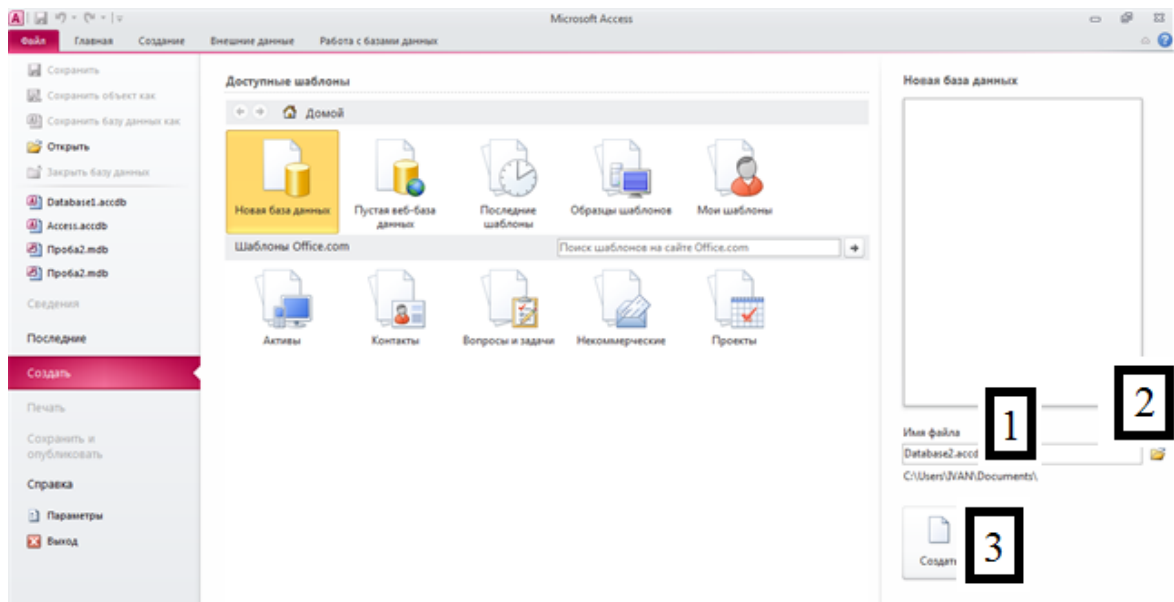 Microsoft Access
Файл Главная Создание Внешние данные Работа с базами данных
Сохранить
Сохранить объект как
Сохранить базу данных как
Открыть
Закрыть базу данных
Database1.accdb
Access.accdb
Проба2.mdb
Проба2.mdb
Сведения
Последние
Создать
Печать
Сохранить и
опубликовать
Справка
Параметры
Выход
Доступные шаблоны
Домой
Новая база данных
Пустая веб-база
данных
Последние
шаблоны
Образцы шаблонов
Мои шаблоны
Шаблоны Office.com
Поиск шаблонов на сайте Office.com
Активы
Контакты
Вопросы и задачи
Некоммерческие
Проекты
Новая база данных
2
1
Имя файла
Database2.accd
C:\Users\IVAN\Documents\
3
Создать